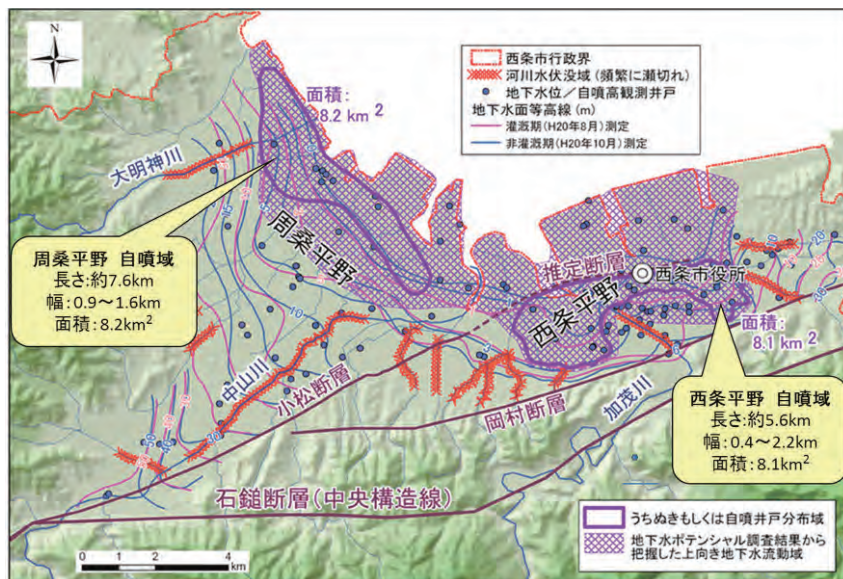 N
西条市行政界
河川水伏没域 (頻繁に瀬切れ)
地下水位／自噴高観測井戸
地下水面等高線 (m)
灌漑期(H20年8月)測定
非灌漑期(H20年10月)測定
面積:
8.2 km²
大明神川
周桑平野 自噴域
長さ:約7.6km
幅:0.9～1.6km
面積:8.2km²
周桑平野
推定断層
西条市役所
西条平野
面積:
8.1 km²
中山川
小松断層
岡村断層
加茂川
西条平野 自噴域
長さ:約5.6km
幅:0.4～2.2km
面積:8.1km²
石鎚断層(中央構造線)
15
10
5
30
20
10
0 1 2 4
km
うちぬきもしくは自噴井戸分布域
地下水ポテンシャル調査結果から
把握した上向き地下水流動域